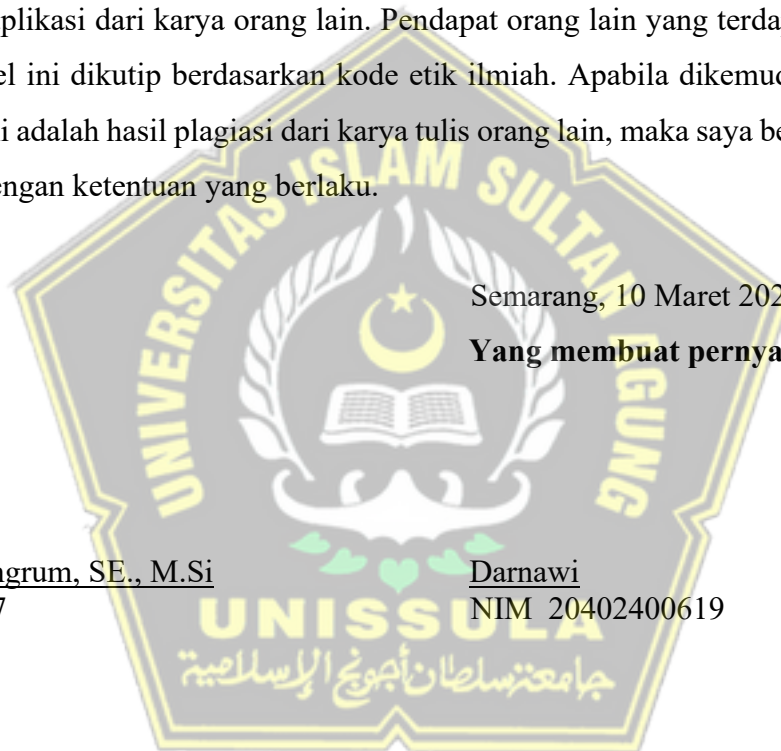 plikasi dari karya orang lain. Pendapat orang lain yang terda
el ini dikutip berdasarkan kode etik ilmiah. Apabila dikemud
i adalah hasil plagiasi dari karya tulis orang lain, maka saya be
engan ketentuan yang berlaku.
UNIVERSITAS ISLAM SULTAN AGUNG
Semarang, 10 Maret 202
Yang membuat pernya
ngrum, SE., M.Si
Darnawi
7
NIM 20402400619
UNISSULA
جامعتنسلطان أجونج الإسلامية